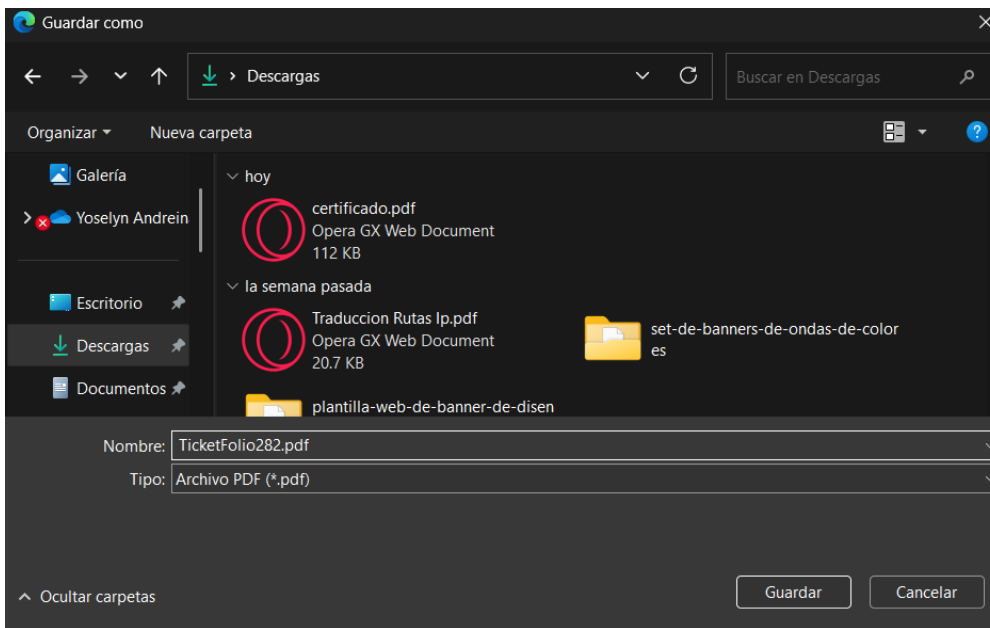 Guardar como
Descargas
Buscar en Descargas
Organizar
Nueva carpeta
Galería
Yoselyn Andrein
Escritorio
Descargas
Documentos
hoy
certificado.pdf
Opera GX Web Document
112 KB
la semana pasada
Traduccion Rutas Ip.pdf
Opera GX Web Document
20.7 KB
set-de-banners-de-ondas-de-color
es
plantilla-web-de-banner-de-disen
Nombre: TicketFolio282.pdf
Tipo: Archivo PDF (*.pdf)
Ocultar carpetas
Guardar
Cancelar